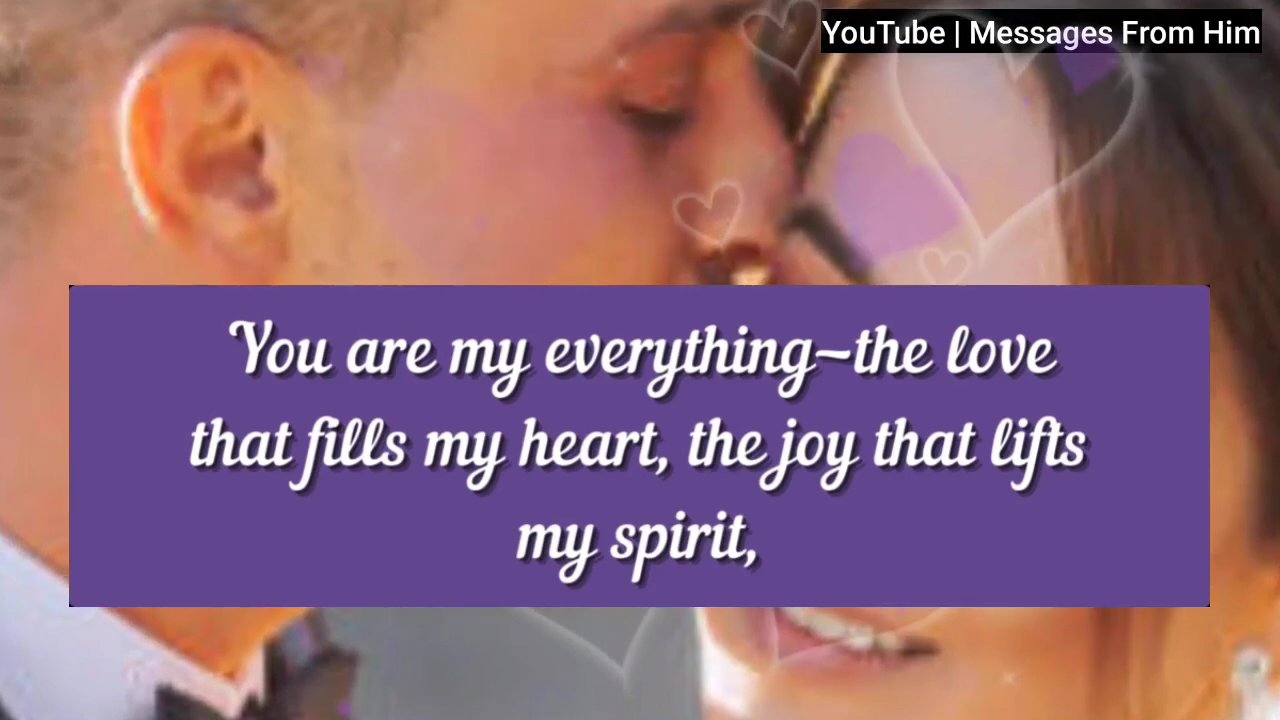 YouTube | Messages From Him
You are my everything–the love
that fills my heart, the joy that lifts
my spirit,